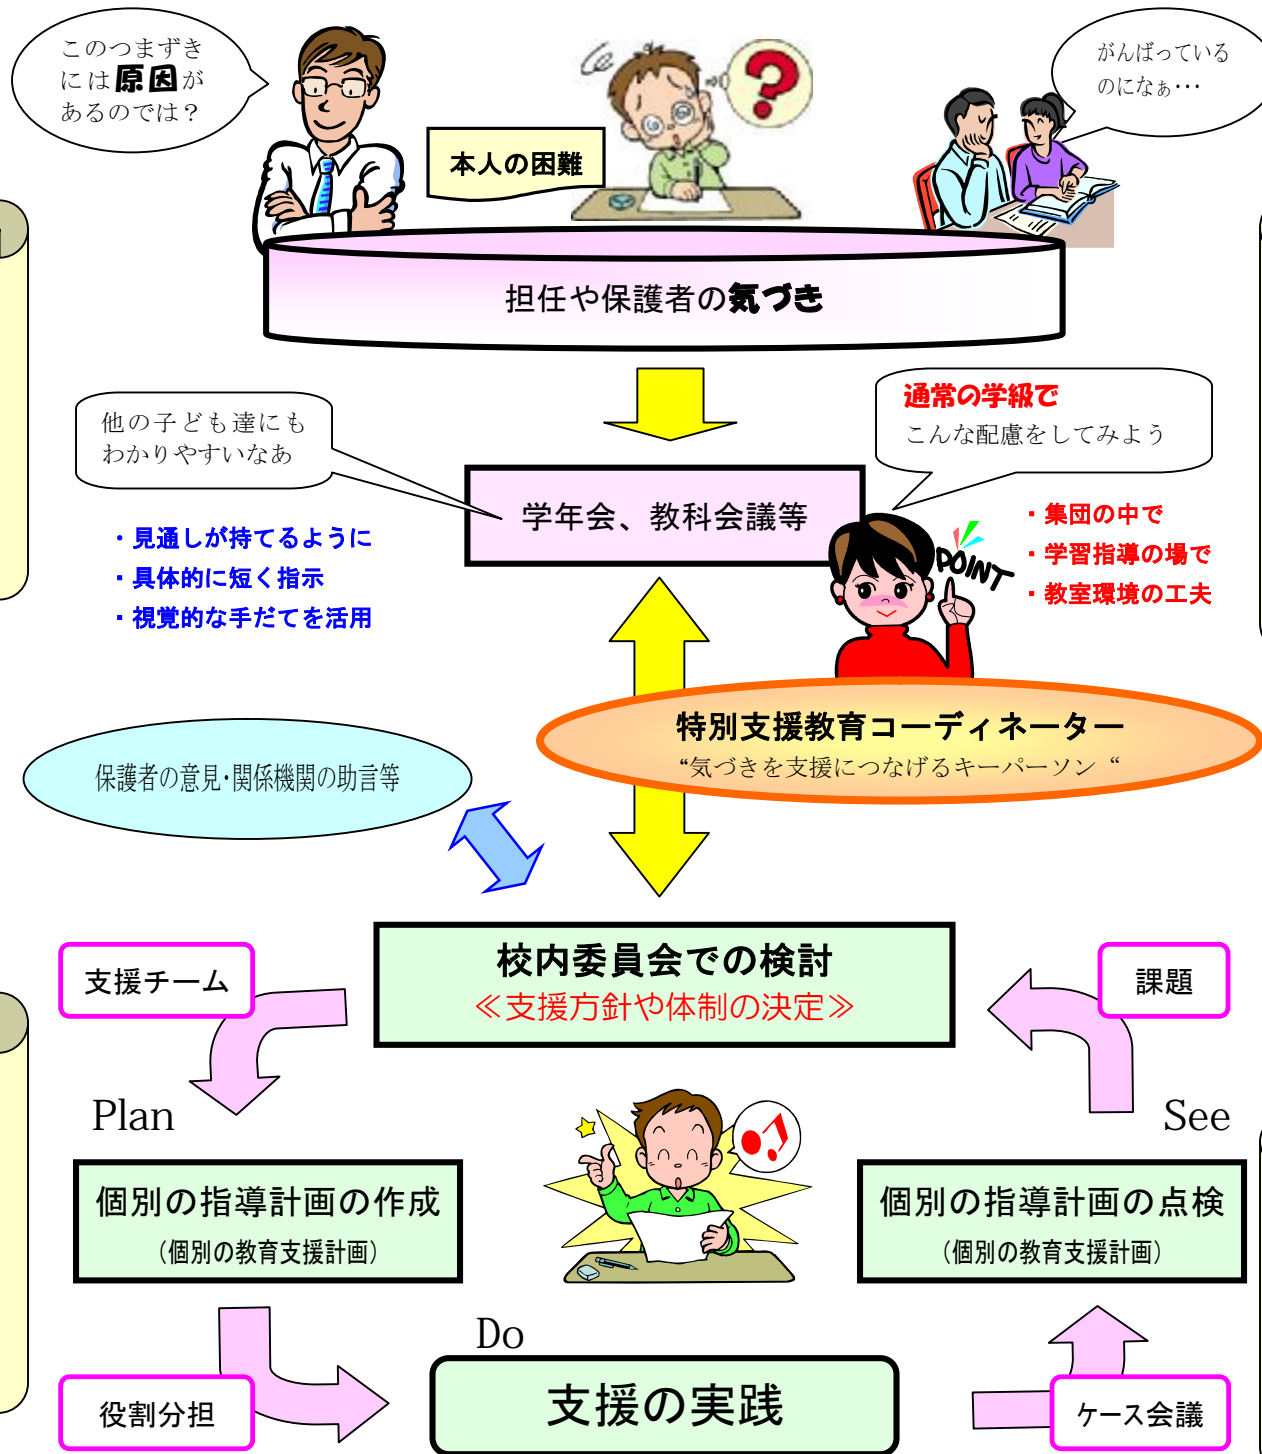 このつまずき
には原因が
あるのでは？
本人の困難
がんばっている
のになぁ・・・
担任や保護者の気づき
他の子ども達にも
わかりやすいなあ
通常の学級で
こんな配慮をしてみよう
学年会、教科会議等
・見通しが持てるように
・具体的に短く指示
・視覚的な手だてを活用
POINT
・集団の中で
・学習指導の場で
・教室環境の工夫
特別支援教育コーディネーター
“気づきを支援につなげるキーパーソン“
保護者の意見・関係機関の助言等
校内委員会での検討
≪支援方針や体制の決定≫
支援チーム
課題
Plan
See
個別の指導計画の作成
（個別の教育支援計画）
個別の指導計画の点検
（個別の教育支援計画）
Do
支援の実践
役割分担
ケース会議